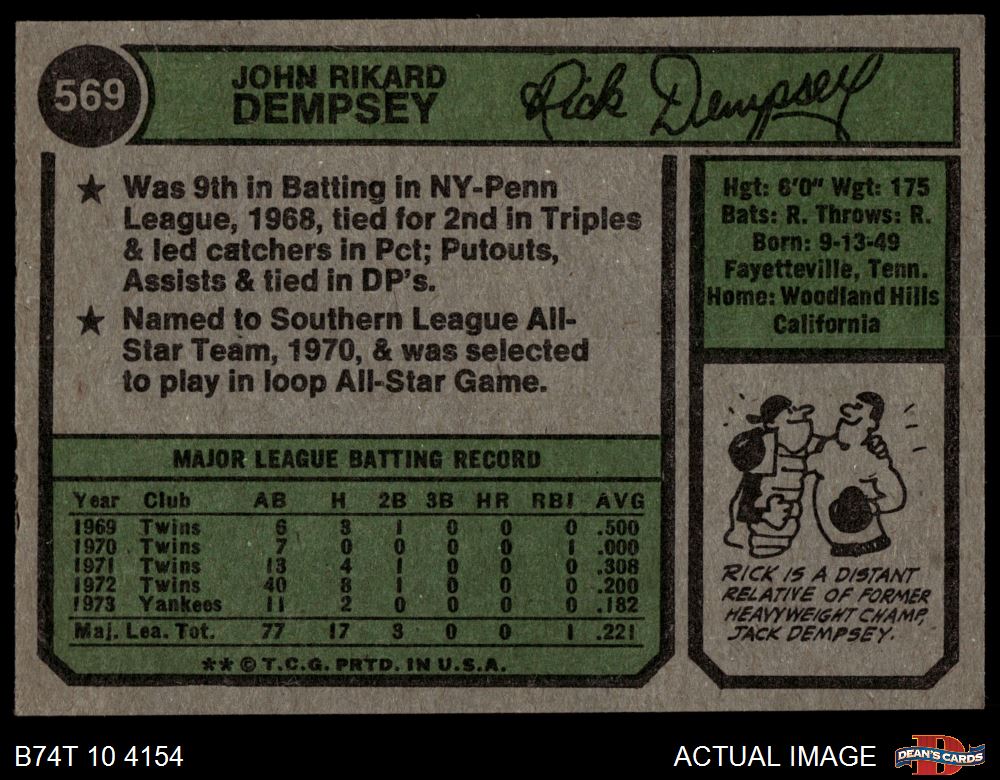 569
JOHN RIKARD
DEMPSEY
Rick Dempsey
★ Was 9th in Batting in NY-Penn
League, 1968, tied for 2nd in Triples
& led catchers in Pct; Putouts,
Assists & tied in DP's.
★ Named to Southern League All-
Star Team, 1970, & was selected
to play in loop All-Star Game.
Hgt: 6'0" Wgt: 175
Bats: R. Throws: R.
Born: 9-13-49
Fayetteville, Tenn.
Home: Woodland Hills
California
MAJOR LEAGUE BATTING RECORD
Year Club AB H 2B 3B HR RBI AVG
1969 Twins 6 3 1 0 0 0 .500
1970 Twins 7 0 0 0 0 1 .000
1971 Twins 13 4 1 0 0 0 .308
1972 Twins 40 8 1 0 0 0 .200
1973 Yankees 11 2 0 0 0 0 .182
Maj. Lea. Tot. 77 17 3 0 0 1 .221
** © T.C.G. PRTD. IN U.S.A.
RICK IS A DISTANT
RELATIVE OF FORMER
HEAVYWEIGHT CHAMP,
JACK DEMPSEY.
B74T 10 4154
ACTUAL IMAGE
D
DEAN'S CARDS